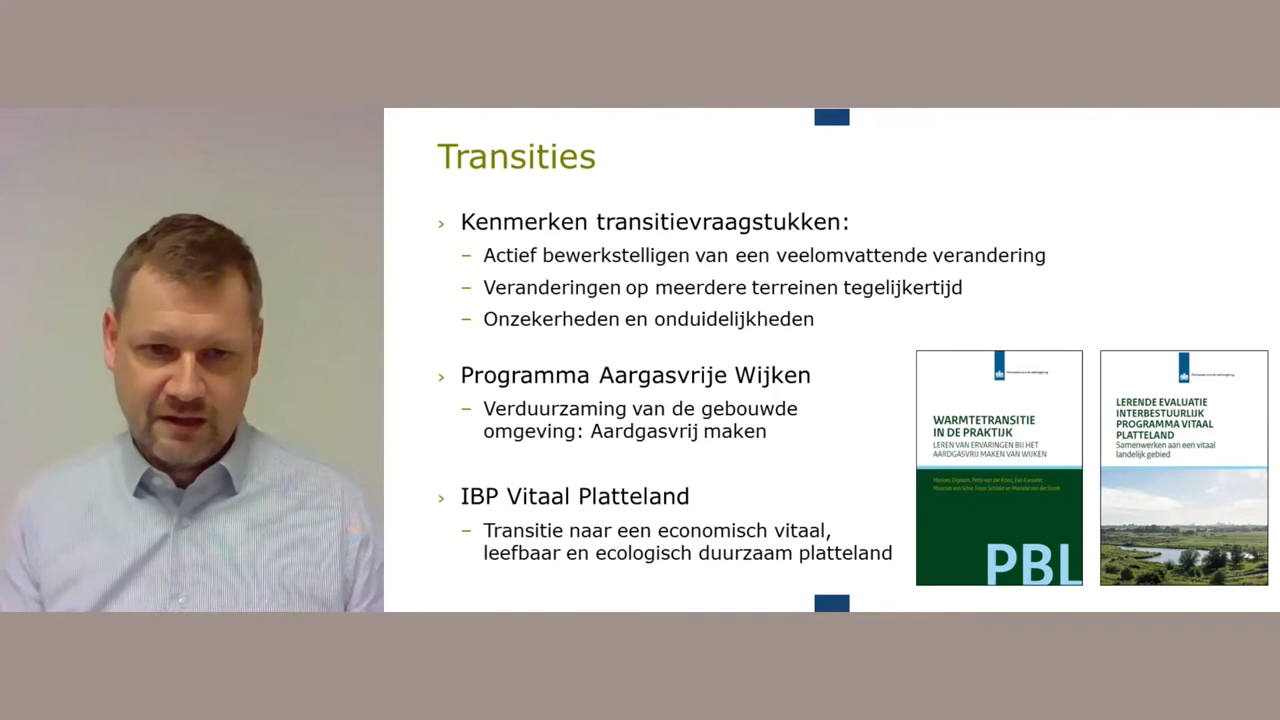 Transities
› Kenmerken transitievraagstukken:
– Actief bewerkstelligen van een veelomvattende verandering
– Veranderingen op meerdere terreinen tegelijkertijd
– Onzekerheden en onduidelijkheden
› Programma Aargasvrije Wijken
– Verduurzaming van de gebouwde
omgeving: Aardgasvrij maken
› IBP Vitaal Platteland
– Transitie naar een economisch vitaal,
leefbaar en ecologisch duurzaam platteland
WARMTETRANSITIE
IN DE PRAKTIJK
LEREN VAN ERVARINGEN BIJ HET
AARDGASVRIJ MAKEN VAN WIJKEN
PBL
LERENDE EVALUATIE
INTERBESTUURLIJK
PROGRAMMA VITAAL
PLATTELAND
Samenwerken aan een vitaal
landelijk gebied